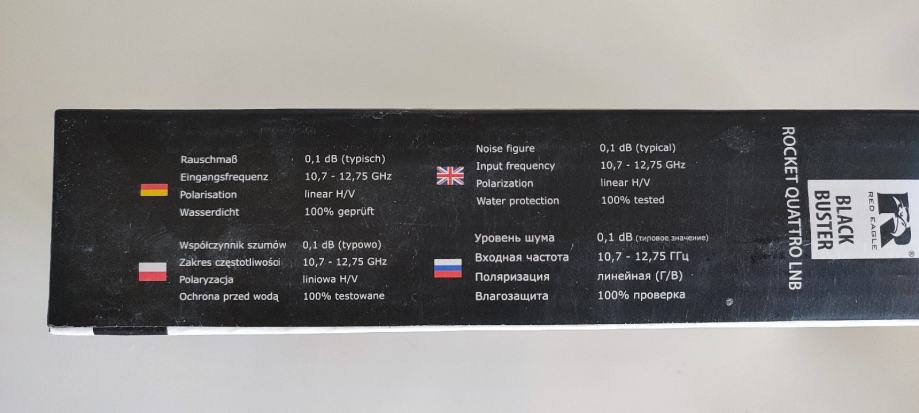 Rauschmaß 0,1 dB (typisch)
Eingangsfrequenz 10,7 - 12,75 GHz
Polarisation linear H/V
Wasserdicht 100% geprüft
Noise figure 0,1 dB (typical)
Input frequency 10,7 - 12,75 GHz
Polarization linear H/V
Water protection 100% tested
Współczynnik szumów 0,1 dB (typowo)
Zakres częstotliwości 10,7 - 12,75 GHz
Polaryzacja liniowa H/V
Ochrona przed wodą 100% testowane
Уровень шума 0,1 dB (типовое значение)
Входная частота 10,7 - 12,75 ГГц
Поляризация линейная (Г/В)
Влагозащита 100% проверка
ROCKET QUATTRO LNB
BLACK
BUSTER
RED EAGLE
®